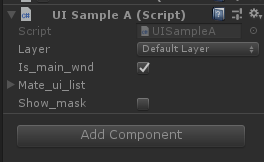 UI Sample A (Script)
Script UISampleA
Layer Default Layer
Is_main_wnd
Mate_ui_list
Show_mask
Add Component